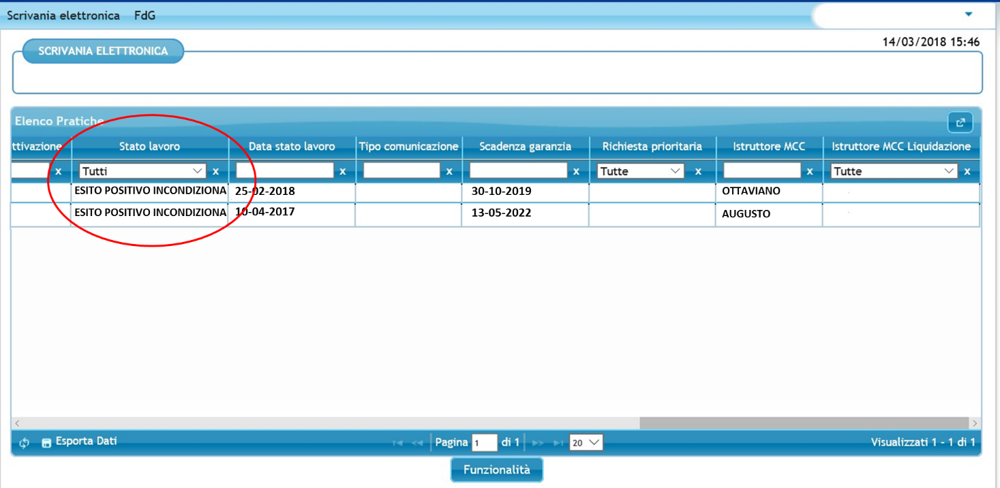 Scrivania elettronica FdG
14/03/2018 15:46
SCRIVANIA ELETTRONICA
Elenco Pratiche
ttivazione Stato lavoro Data stato lavoro Tipo comunicazione Scadenza garanzia Richiesta prioritaria Istruttore MCC Istruttore MCC Liquidazione
x Tutti x x x x Tutte x x Tutte x
ESITO POSITIVO INCONDIZIONA 25-02-2018 30-10-2019 OTTAVIANO
ESITO POSITIVO INCONDIZIONA 10-04-2017 13-05-2022 AUGUSTO
Esporta Dati Pagina 1 di 1 20 Visualizzati 1 - 1 di 1
Funzionalità